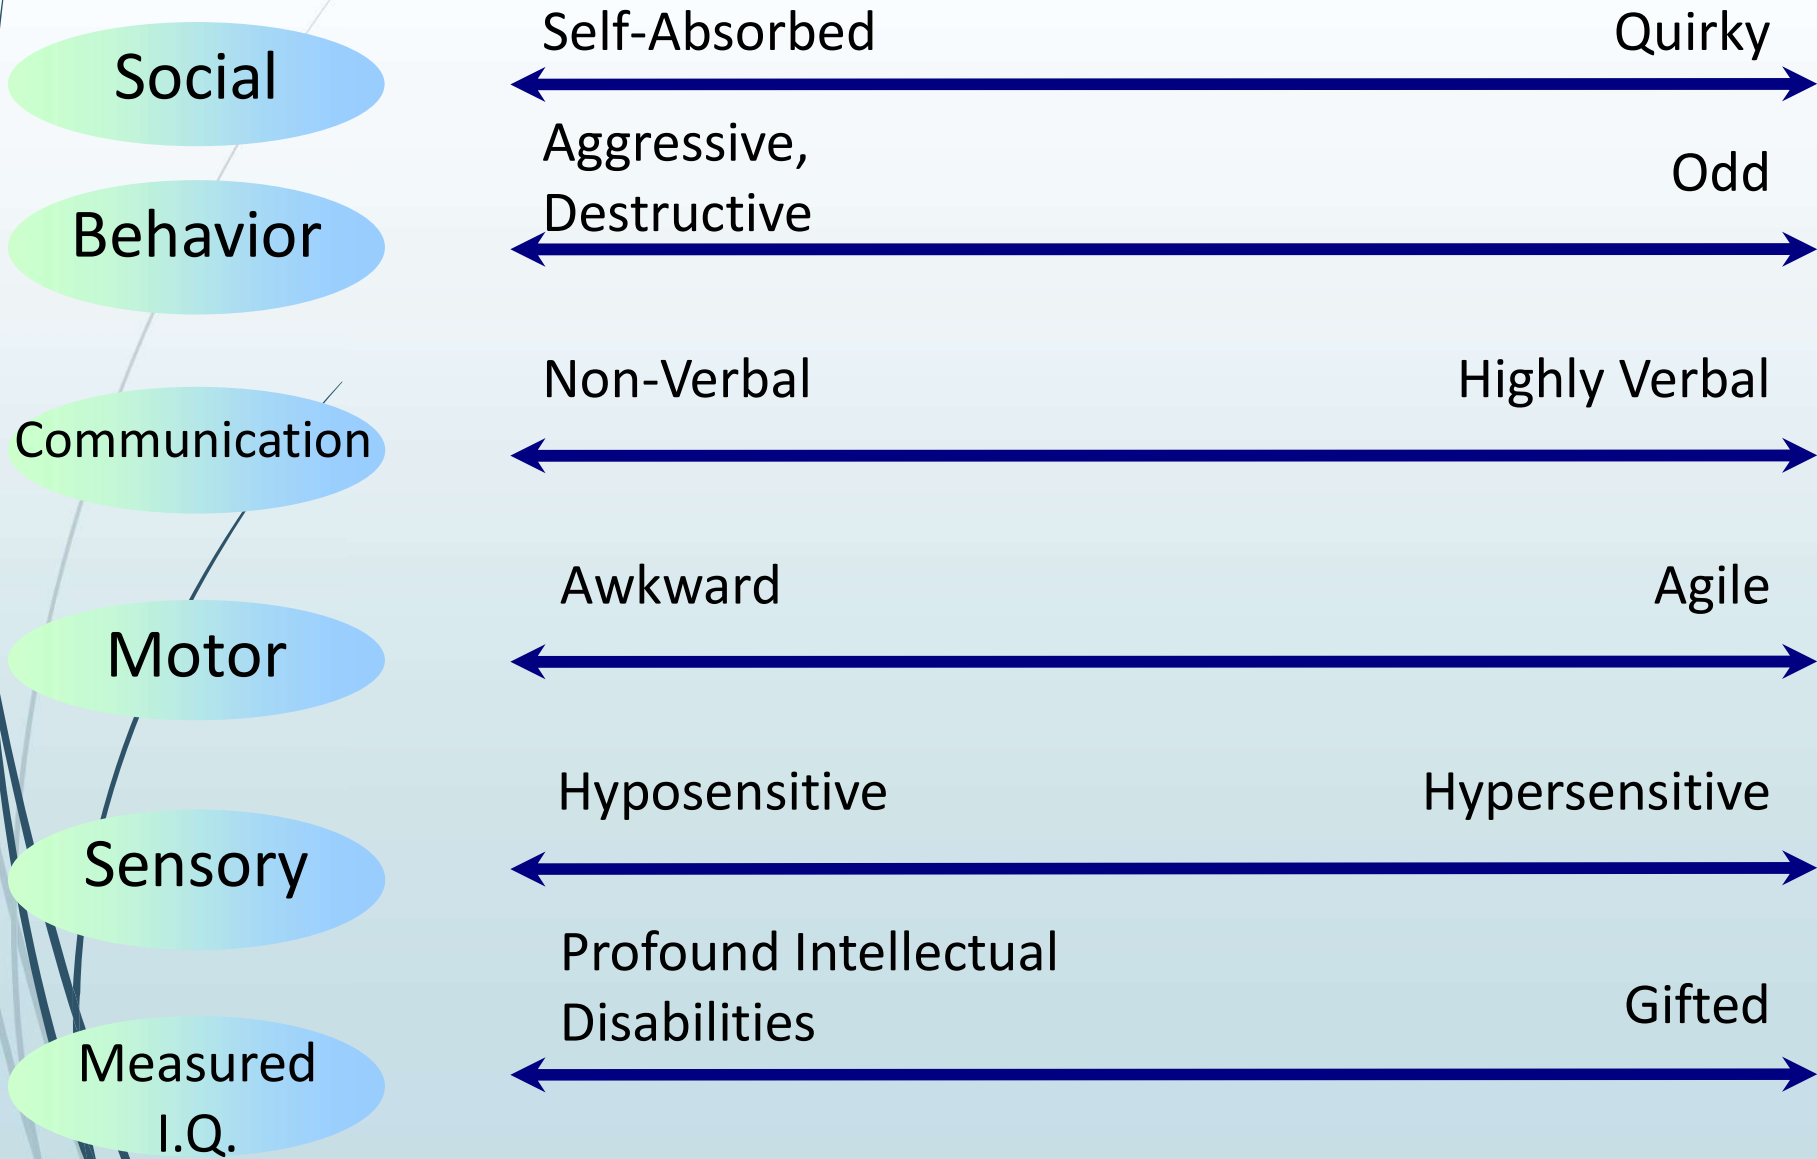 Social
Self-Absorbed
Quirky
Behavior
Aggressive,
Destructive
Odd
Communication
Non-Verbal
Highly Verbal
Motor
Awkward
Agile
Sensory
Hyposensitive
Hypersensitive
Measured
I.Q.
Profound Intellectual
Disabilities
Gifted